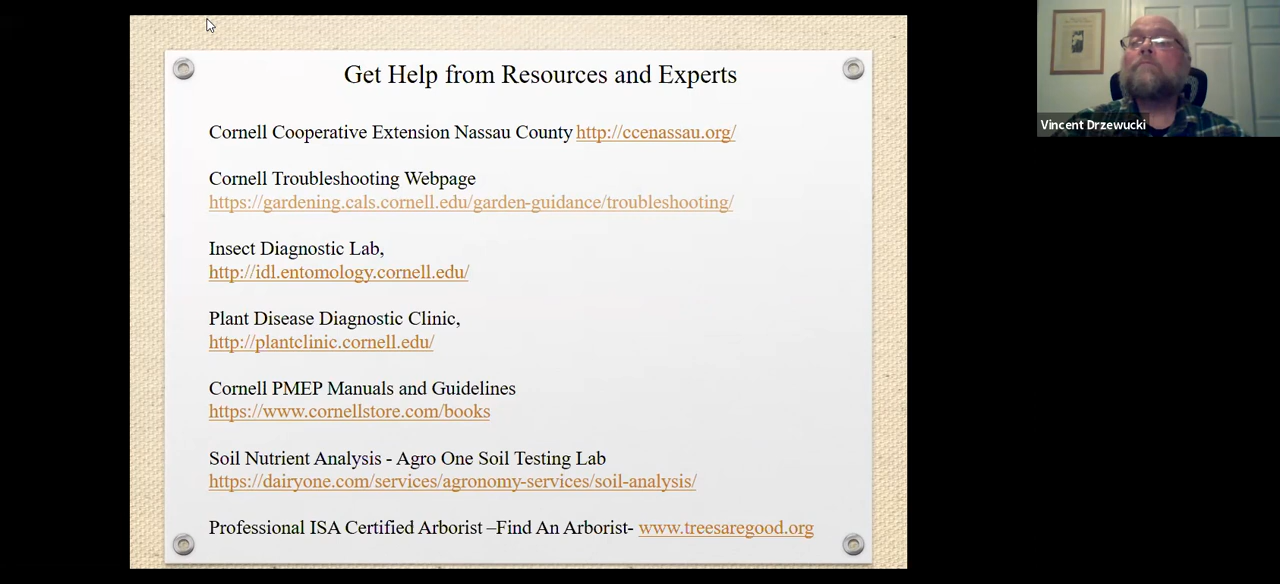 Get Help from Resources and Experts
Cornell Cooperative Extension Nassau County http://ccenassau.org/
Cornell Troubleshooting Webpage
https://gardening.cals.cornell.edu/garden-guidance/troubleshooting/
Insect Diagnostic Lab,
http://idl.entomology.cornell.edu/
Plant Disease Diagnostic Clinic,
http://plantclinic.cornell.edu/
Cornell PMEP Manuals and Guidelines
https://www.cornellstore.com/books
Soil Nutrient Analysis - Agro One Soil Testing Lab
https://dairyone.com/services/agronomy-services/soil-analysis/
Professional ISA Certified Arborist –Find An Arborist- www.treesaregood.org
Vincent Drzewucki